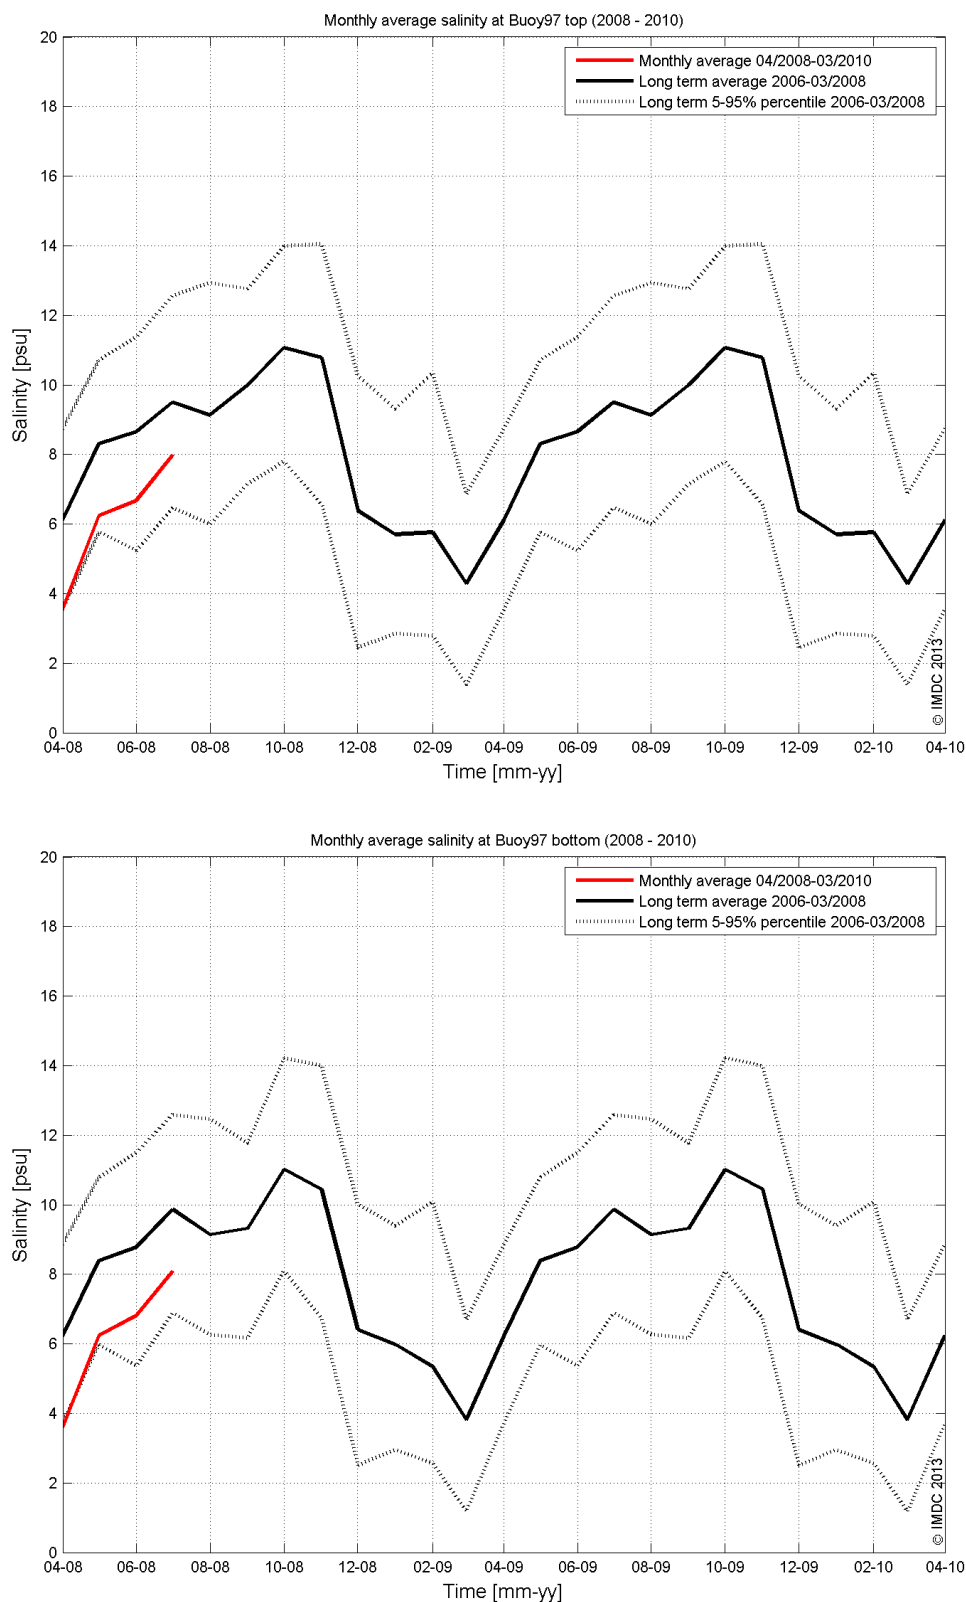 Monthly average salinity at Buoy97 top (2008 - 2010)
20
18
16
14
12
10
8
6
4
2
0
Salinity [psu]
Monthly average 04/2008-03/2010
Long term average 2006-03/2008
Long term 5-95% percentile 2006-03/2008
© IMDC 2013
04-08 06-08 08-08 10-08 12-08 02-09 04-09 06-09 08-09 10-09 12-09 02-10 04-10
Time [mm-yy]
Monthly average salinity at Buoy97 bottom (2008 - 2010)
20
18
16
14
12
10
8
6
4
2
0
Salinity [psu]
Monthly average 04/2008-03/2010
Long term average 2006-03/2008
Long term 5-95% percentile 2006-03/2008
© IMDC 2013
04-08 06-08 08-08 10-08 12-08 02-09 04-09 06-09 08-09 10-09 12-09 02-10 04-10
Time [mm-yy]